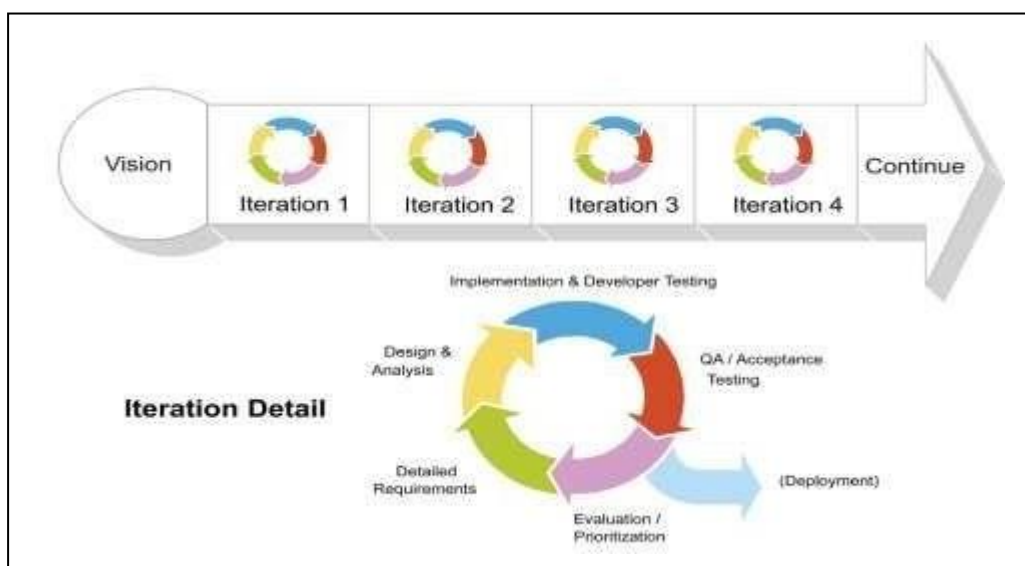 Vision
Iteration 1
Iteration 2
Iteration 3
Iteration 4
Continue
Implementation & Developer Testing
Design &
Analysis
QA / Acceptance
Testing
Iteration Detail
Detailed
Requirements
(Deployment)
Evaluation /
Prioritization